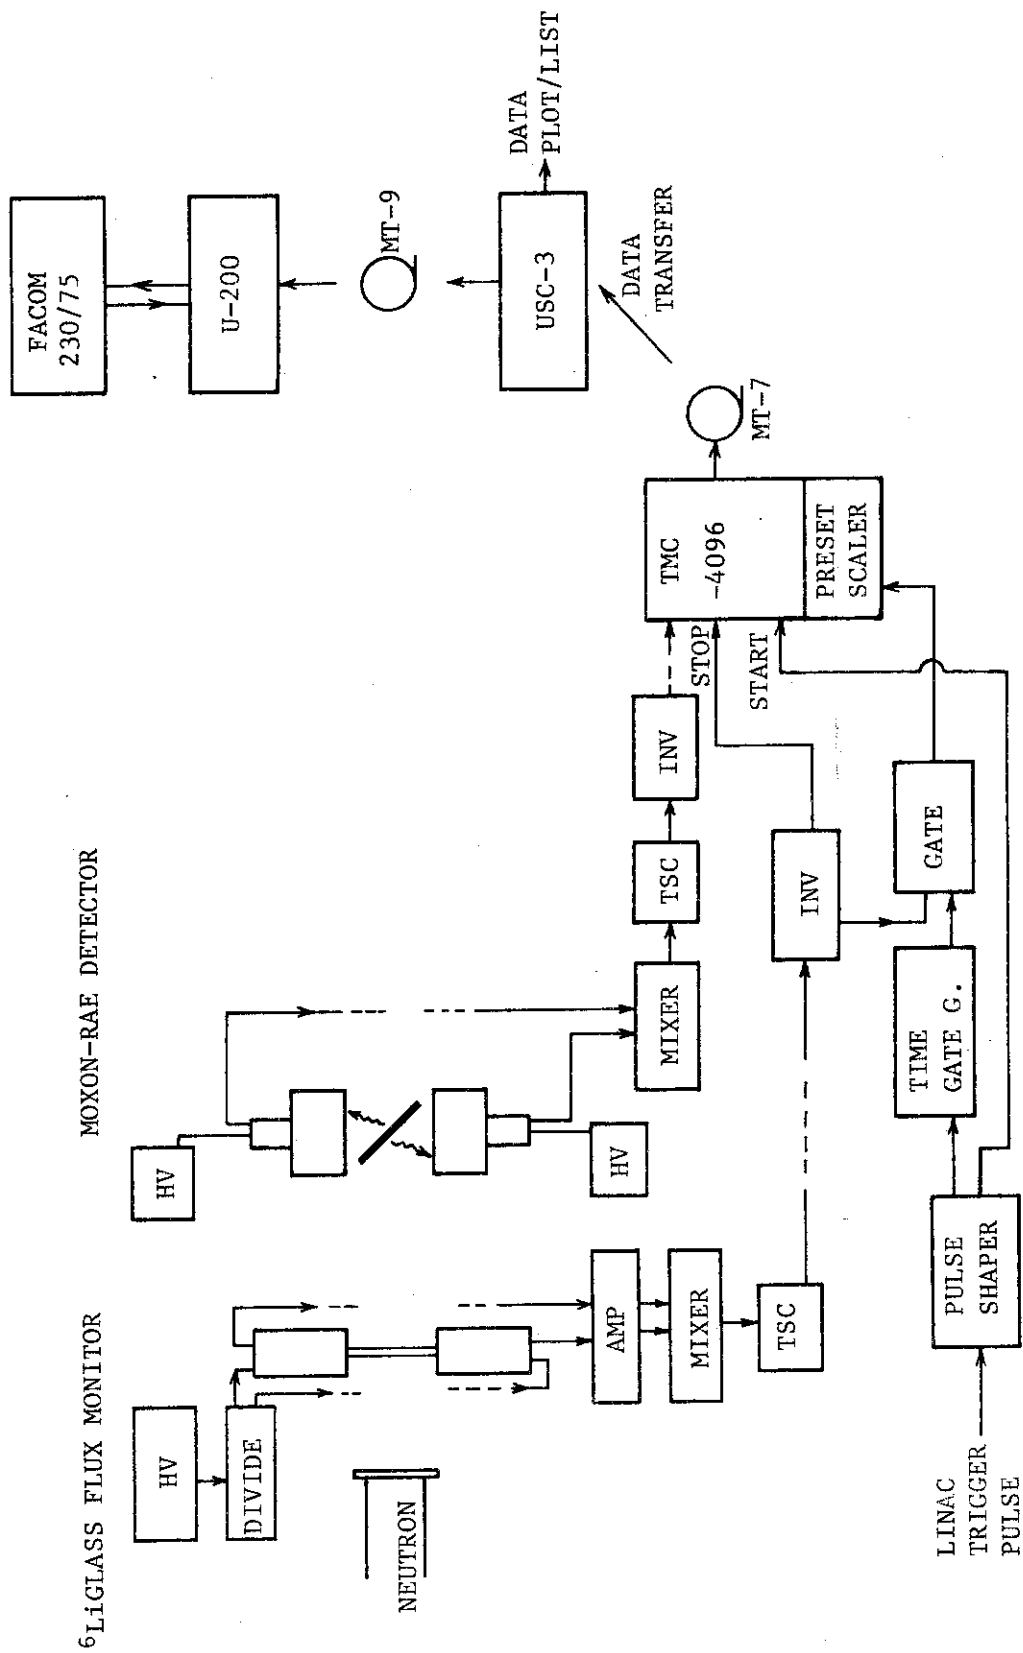 ⁶LiGLASS FLUX MONITOR
HV
DIVIDE
NEUTRON
AMP
MIXER
TSC
MOXON-RAE DETECTOR
HV
HV
MIXER
TSC
INV
INV
LINAC
TRIGGER
PULSE
PULSE
SHAPER
TIME
GATE G.
GATE
STOP
START
TMC
-4096
PRESET
SCALER
MT-7
DATA
TRANSFER
USC-3
DATA
PLOT/LIST
MT-9
U-200
FACOM
230/75